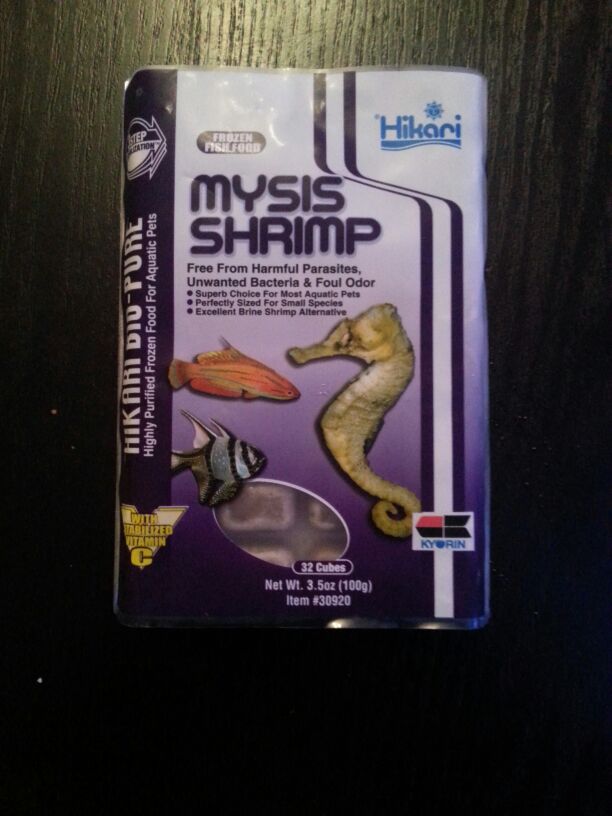 3 STEP
FROZEN
FISH FOOD
Hikari
MYSIS
SHRIMP
Free From Harmful Parasites,
Unwanted Bacteria & Foul Odor
● Superb Choice For Most Aquatic Pets
● Perfectly Sized For Small Species
● Excellent Brine Shrimp Alternative
HIKARI BIO-PURE
Highly Purified Frozen Food For Aquatic Pets
WITH
STABILIZED
VITAMIN
C
KYORIN
32 Cubes
Net Wt. 3.5oz (100g)
Item #30920